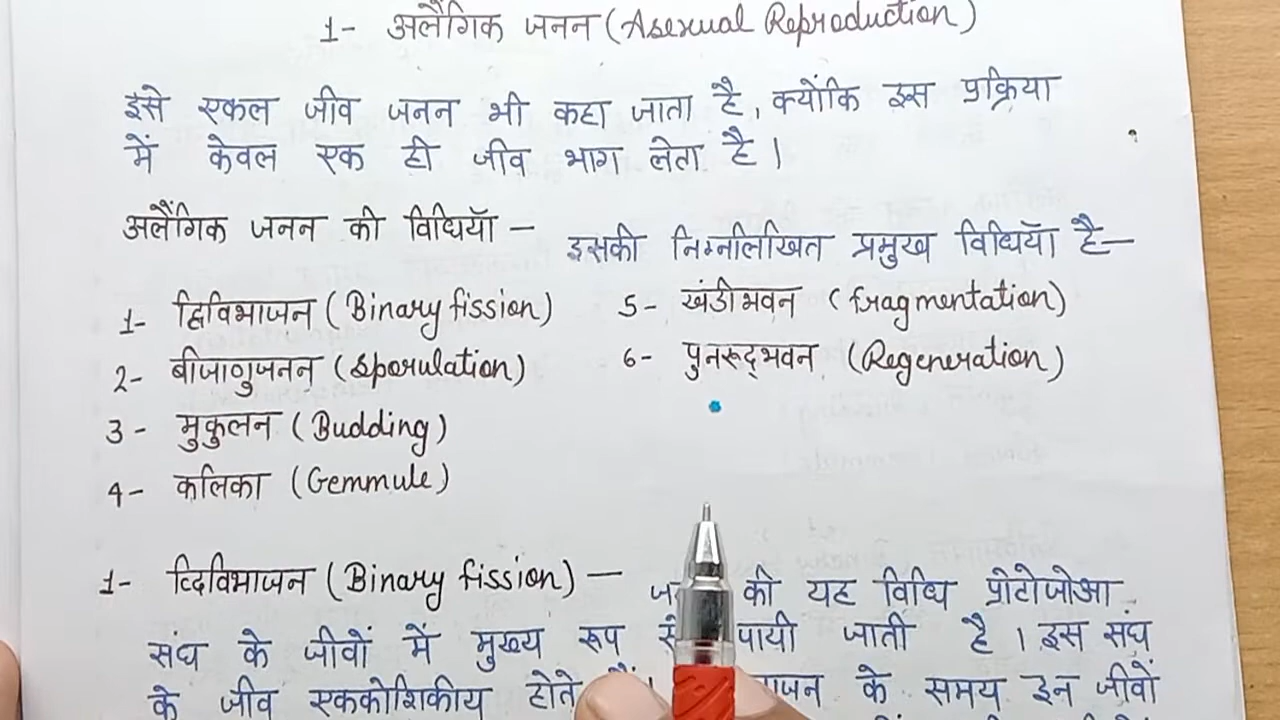 1- अलैंगिक जनन (Asexual Reproduction)
इसे एकल जीव जनन भी कहा जाता है, क्योंकि इस प्रक्रिया
में केवल एक ही जीव भाग लेता है।
अलैंगिक जनन की विधियॉ – इसकी निम्नलिखित प्रमुख विधियॉ है–
1- द्विविभाजन (Binary fission)
2- बीजाणुजनन (Sporulation)
3- मुकुलन (Budding)
4- कलिका (Gemmule)
5- खंडीभवन (fragmentation)
6- पुनरूद्भवन (Regeneration)
1- द्विविभाजन (Binary fission) – की यह विधि प्रोटोजोआ
संघ के जीवों में मुख्य रूप पायी जाती है। इस संघ
के जीव एककोशिकीय होते के समय इन जीवों